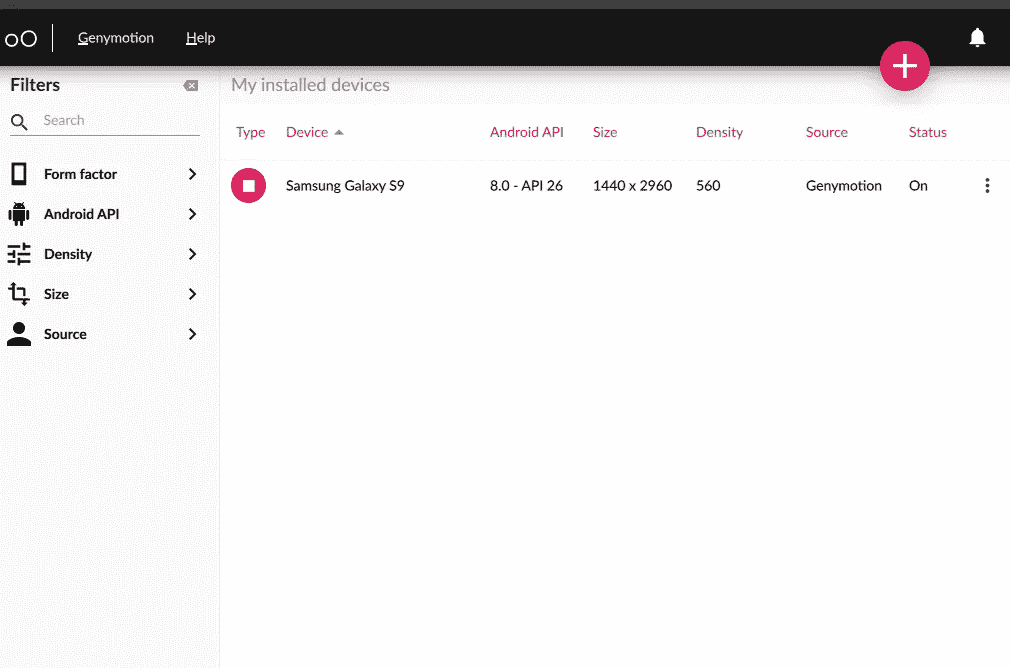 Genymotion Help
Filters
Search
Form factor
Android API
Density
Size
Source
My installed devices
Type Device Android API Size Density Source Status
Samsung Galaxy S9 8.0 - API 26 1440 x 2960 560 Genymotion On